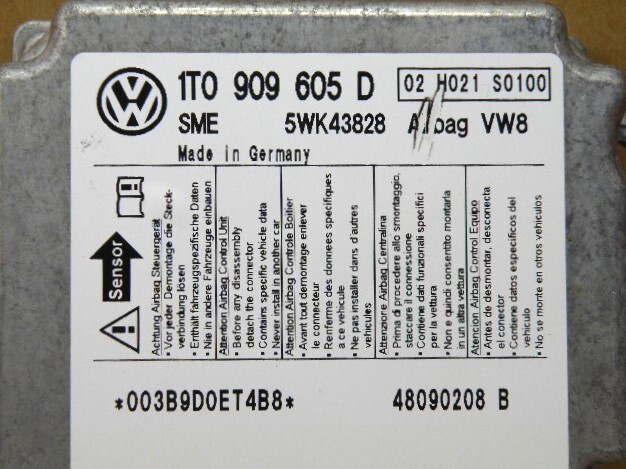 1T0 909 605 D
02 H021 S0100
SME 5WK43828 Airbag VW8
Made in Germany
Sensor
Achtung Airbag Steuergerät
• Vor jeder Demontage die Steck-
verbindung lösen
• Enthält fahrzeugspezifische Daten
• Nie in andere Fahrzeuge einbauen
Attention Airbag Control Unit
• Before any disassembly
detach the connector
• Contains specific vehicle data
• Never install in another car
Attention Airbag Controle Boitier
• Avant tout demontage enlever
le connecteur
• Renferme des donnees specifiques
a ce vehicule
• Ne pas installer dans d'autres
vehicules
Attenzione Airbag Centralina
• Prima di procedere allo smontaggio,
staccare il connessione
• Contiene dati funzionali specifici
per la vettura
• Non e quindi consentito montarla
in un altra vettura
Atencion Airbag Control Equipo
• Antes de desmontar, desconecta
el conector
• Contiene datos especificos del
vehiculo
• No se monte en otros vehiculos
*003B9D0ET4B8*
48090208 B